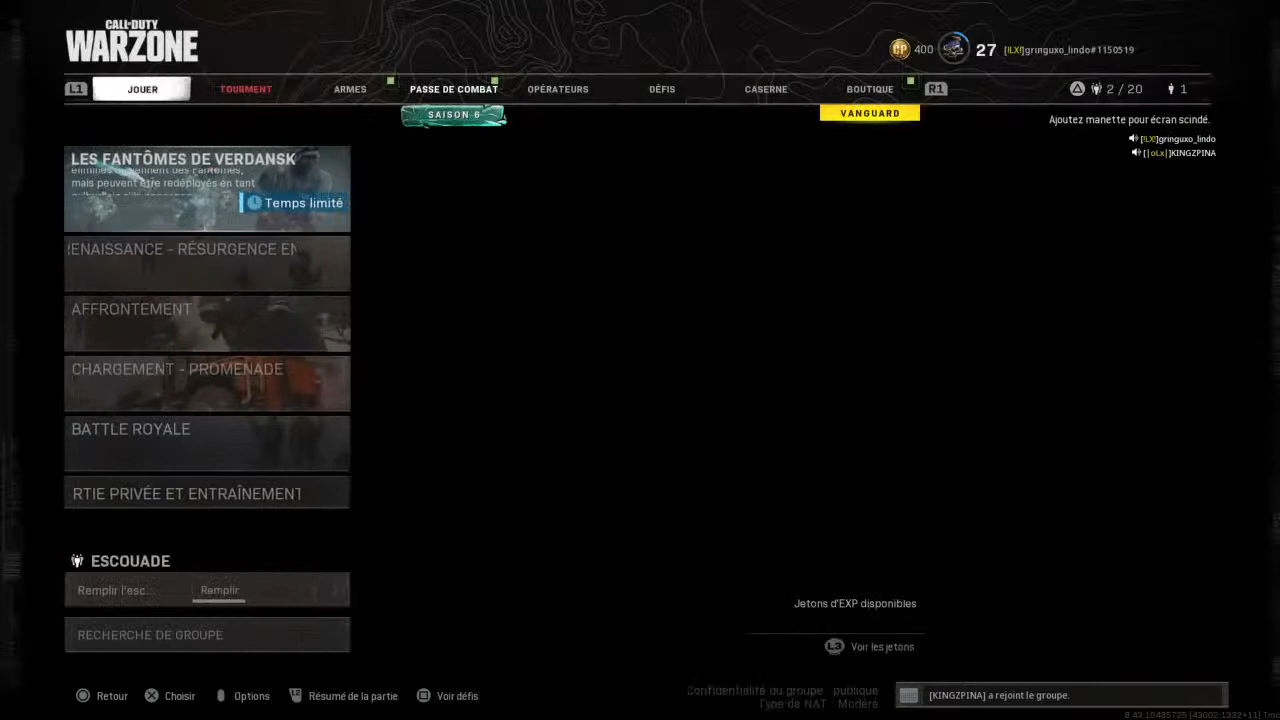 CALL OF DUTY
WARZONE
CP 400 27 [!LX!]gringuxo_lindo#1150519
L1 JOUER TOURMENT ARMES PASSE DE COMBAT OPÉRATEURS DÉFIS CASERNE BOUTIQUE R1 2 / 20 1
SAISON 6
VANGUARD
Ajoutez manette pour écran scindé.
[!LX!]gringuxo_lindo
[|oLx|]KINGZPINA
LES FANTÔMES DE VERDANSK
mais peuvent être redéployés en tant
Temps limité
ENAISSANCE - RÉSURGENCE EN
AFFRONTEMENT
CHARGEMENT - PROMENADE
BATTLE ROYALE
RTIE PRIVÉE ET ENTRAÎNEMENT
ESCOUADE
Remplir l'esc... Remplir
RECHERCHE DE GROUPE
Jetons d'EXP disponibles
L3 Voir les jetons
Retour Choisir Options L2 Résumé de la partie Voir défis
Confidentialité du groupe publique
Type de NAT Modéré
[KINGZPINA] a rejoint le groupe.